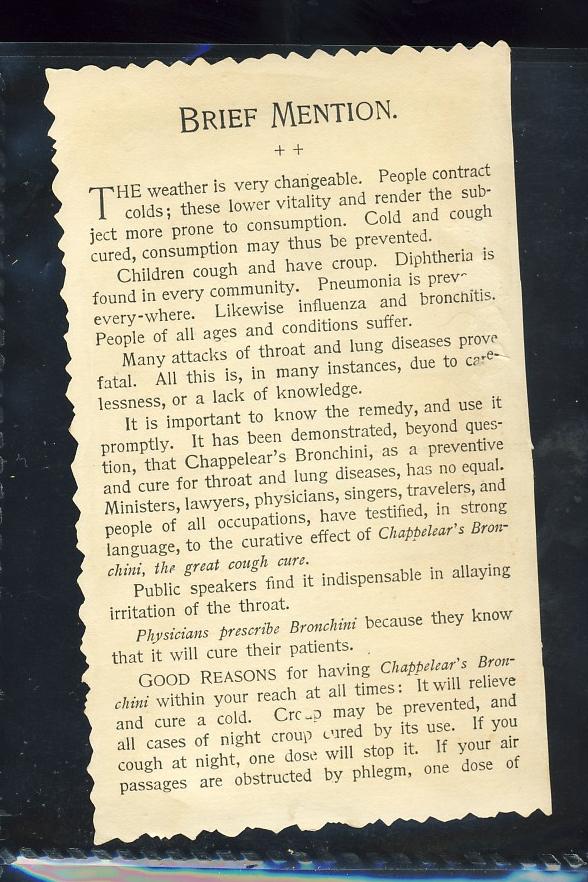 BRIEF MENTION.
++
THE weather is very changeable. People contract
colds; these lower vitality and render the sub-
ject more prone to consumption. Cold and cough
cured, consumption may thus be prevented.
Children cough and have croup. Diphtheria is
found in every community. Pneumonia is
every-where. Likewise influenza and bronchitis.
People of all ages and conditions suffer.
Many attacks of throat and lung diseases prove
fatal. All this is, in many instances, due to care-
lessness, or a lack of knowledge.
It is important to know the remedy, and use it
promptly. It has been demonstrated, beyond ques-
tion, that Chappelear's Bronchini, as a preventive
and cure for throat and lung diseases, has no equal.
Ministers, lawyers, physicians, singers, travelers, and
people of all occupations, have testified, in strong
language, to the curative effect of Chappelear's Bron-
chini, the great cough cure.
Public speakers find it indispensable in allaying
irritation of the throat.
Physicians prescribe Bronchini because they know
that it will cure their patients.
GOOD REASONS for having Chappelear's Bron-
chini within your reach at all times: It will relieve
and cure a cold. Croup may be prevented, and
all cases of night croup cured by its use. If you
cough at night, one dose will stop it. If your air
passages are obstructed by phlegm, one dose of